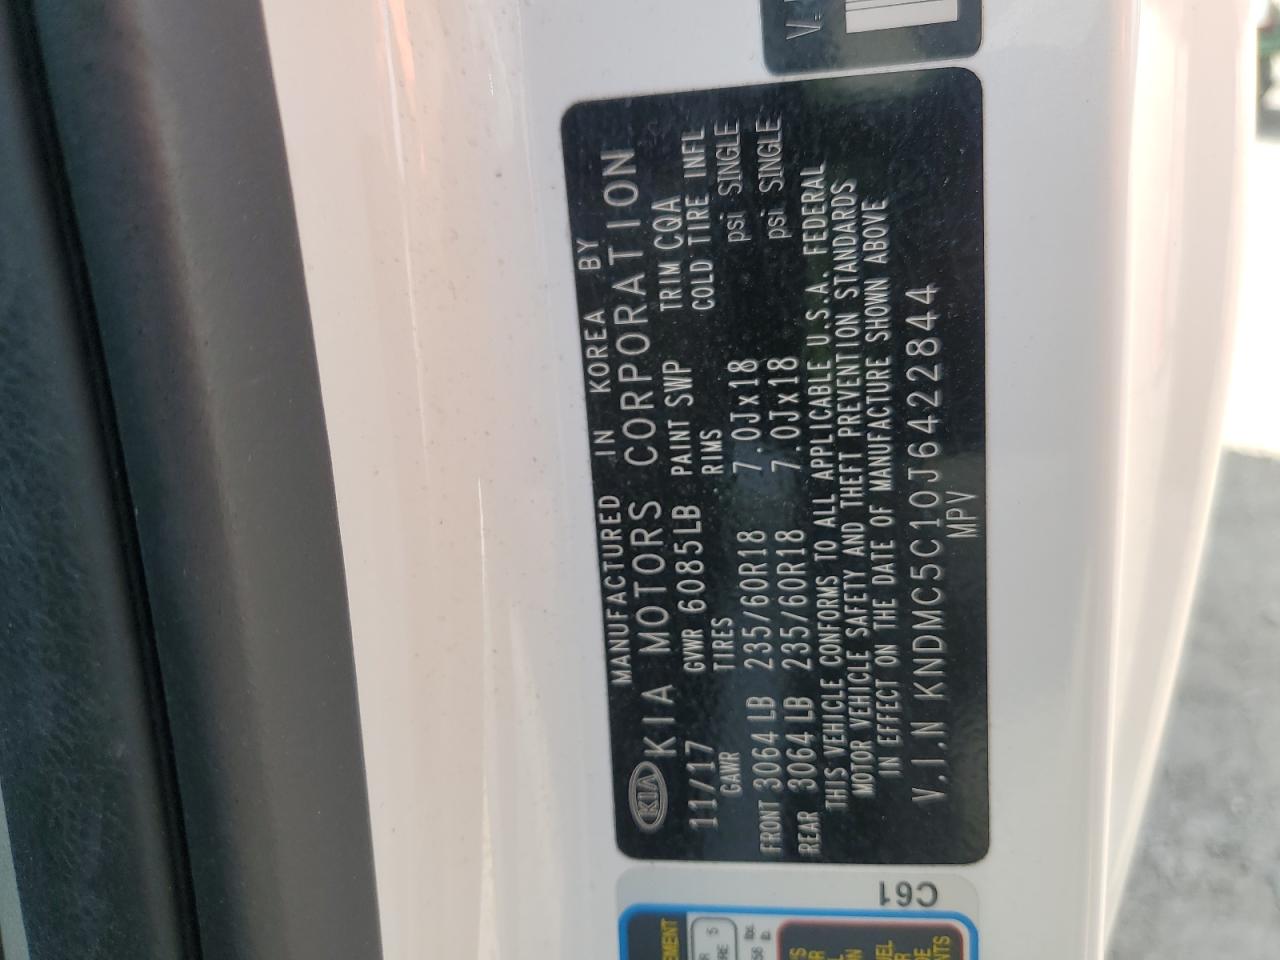 V.
MANUFACTURED IN KOREA BY
KIA KIA MOTORS CORPORATION
11/17 GVWR 6085LB PAINT SWP TRIM CQA
GAWR TIRES RIMS COLD TIRE INFL
FRONT 3064LB 235/60R18 7.0Jx18 psi SINGLE
REAR 3064LB 235/60R18 7.0Jx18 psi SINGLE
THIS VEHICLE CONFORMS TO ALL APPLICABLE U.S.A. FEDERAL
MOTOR VEHICLE SAFETY AND THEFT PREVENTION STANDARDS
IN EFFECT ON THE DATE OF MANUFACTURE SHOWN ABOVE
V.I.N KNDMC5C10J6422844
MPV
C61